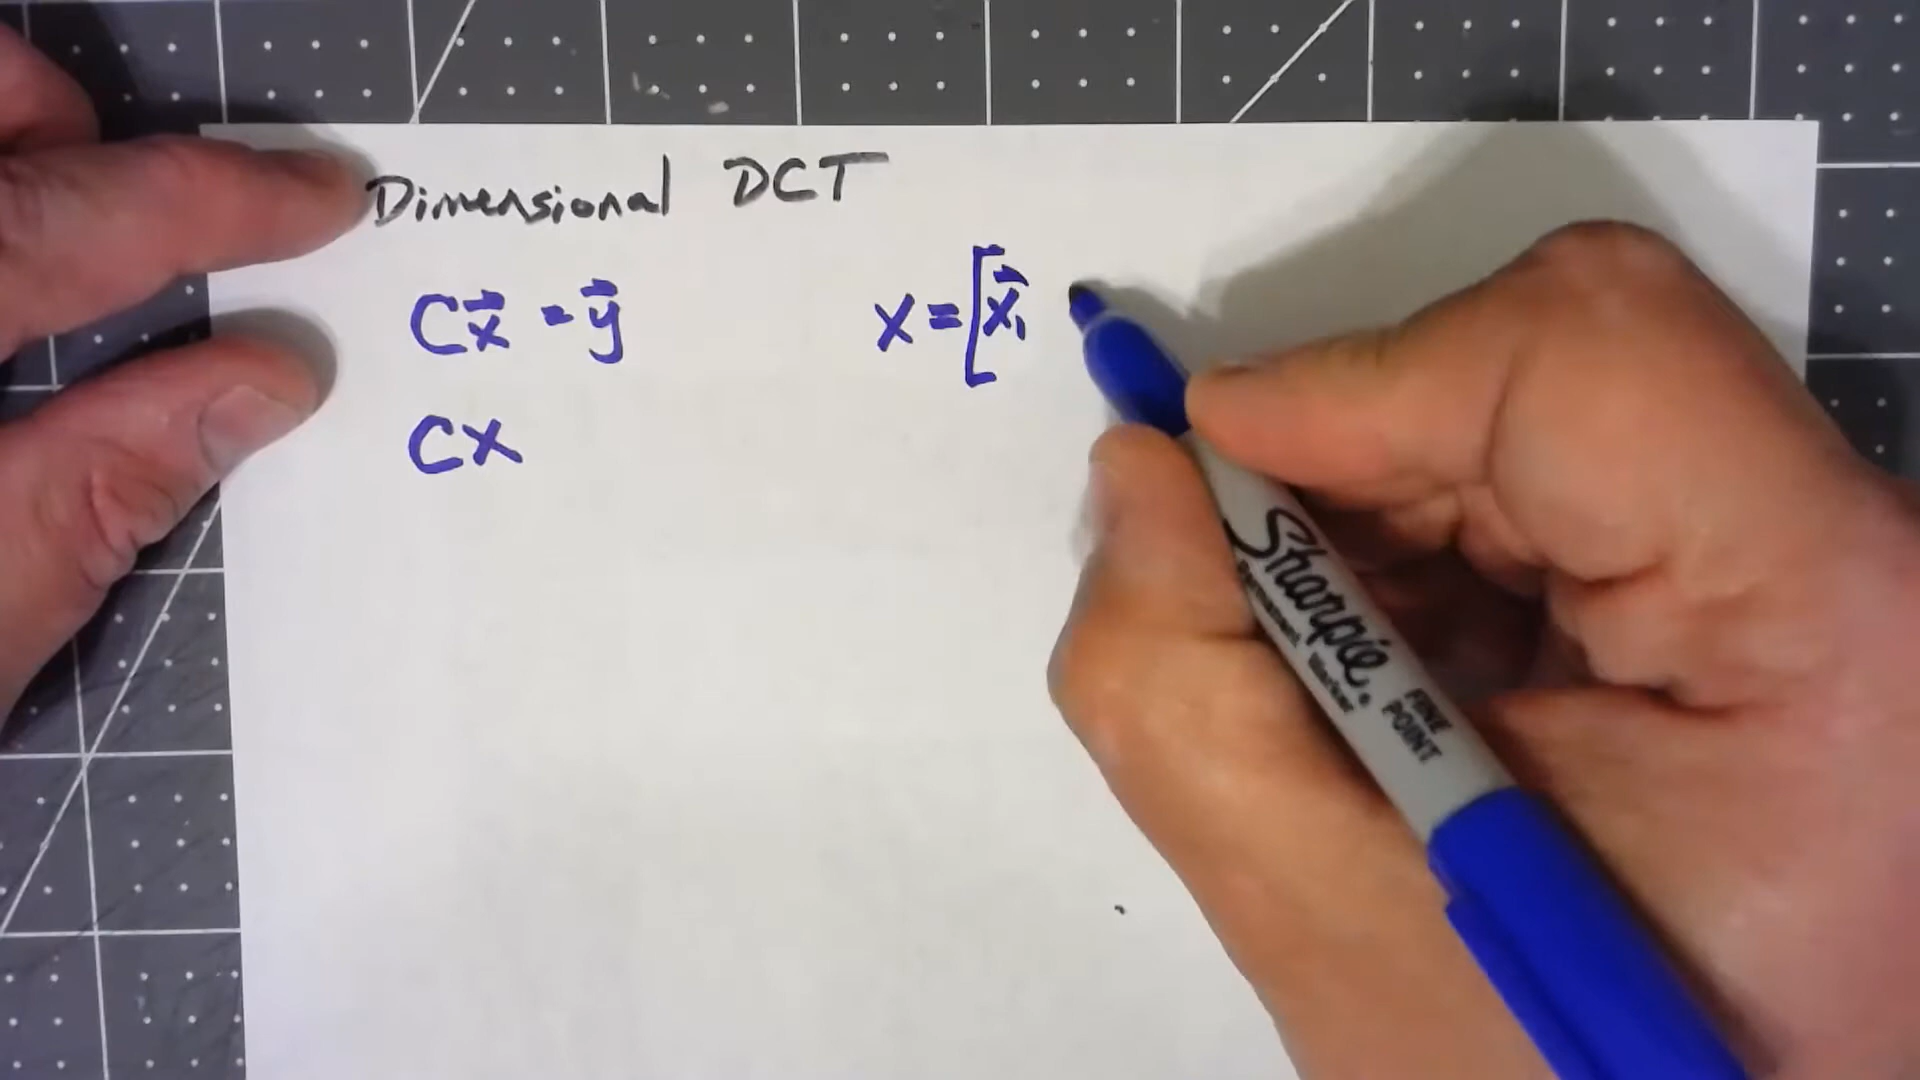 Dimensional DCT
Cx⃗ = y⃗
X = [x⃗₁
CX
Sharpie.
FINE
POINT